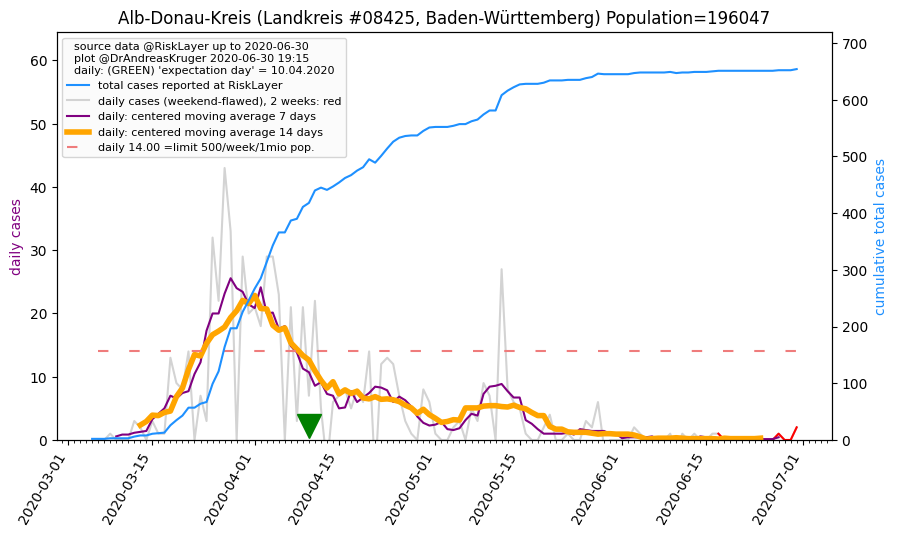 Alb-Donau-Kreis (Landkreis #08425, Baden-Württemberg) Population=196047
source data @RiskLayer up to 2020-06-30
plot @DrAndreasKruger 2020-06-30 19:15
daily: (GREEN) 'expectation day' = 10.04.2020
total cases reported at RiskLayer
daily cases (weekend-flawed), 2 weeks: red
daily: centered moving average 7 days
daily: centered moving average 14 days
daily 14.00 =limit 500/week/1mio pop.
daily cases
60
50
40
30
20
10
0
700
600
500
400
300
200
100
0
cumulative total cases
2020-03-01
2020-03-15
2020-04-01
2020-04-15
2020-05-01
2020-05-15
2020-06-01
2020-06-15
2020-07-01